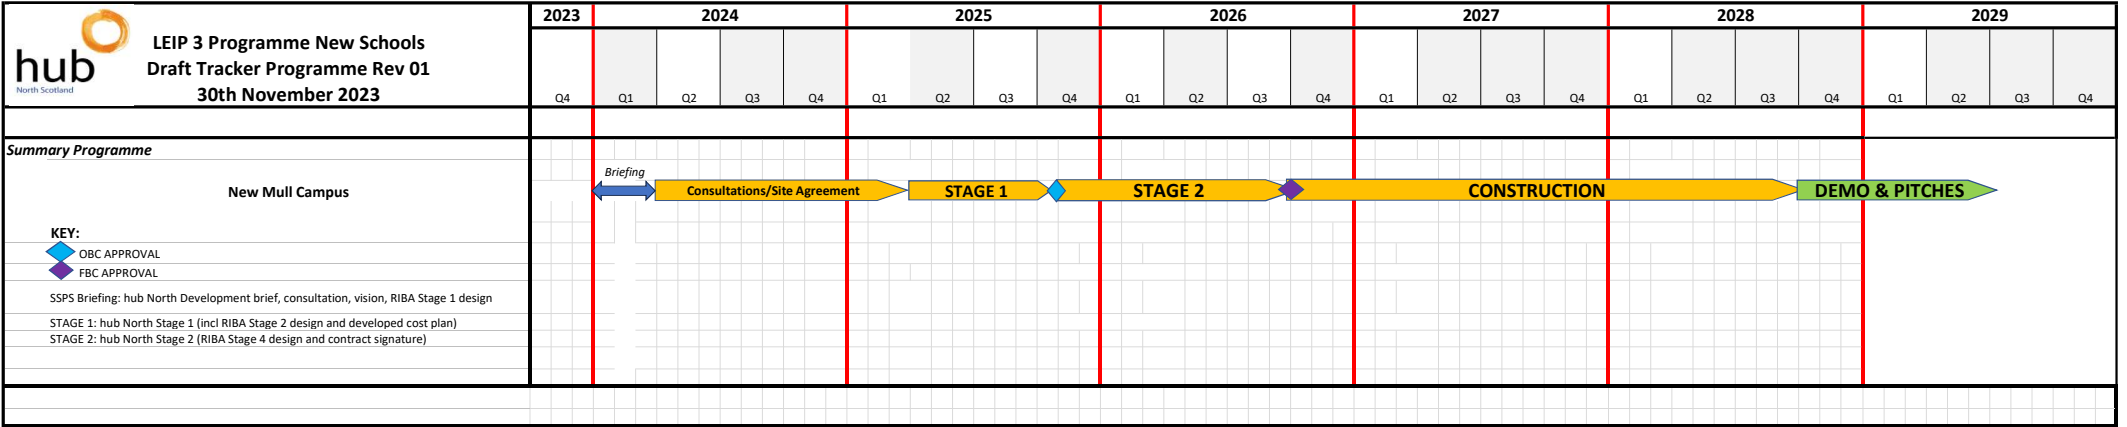 hub
North Scotland
LEIP 3 Programme New Schools
Draft Tracker Programme Rev 01
30th November 2023
2023 2024 2025 2026 2027 2028 2029
Q4 Q1 Q2 Q3 Q4 Q1 Q2 Q3 Q4 Q1 Q2 Q3 Q4 Q1 Q2 Q3 Q4 Q1 Q2 Q3 Q4 Q1 Q2 Q3 Q4
Summary Programme
Briefing
New Mull Campus Consultations/Site Agreement STAGE 1 STAGE 2 CONSTRUCTION DEMO & PITCHES
KEY:
OBC APPROVAL
FBC APPROVAL
SSPS Briefing: hub North Development brief, consultation, vision, RIBA Stage 1 design
STAGE 1: hub North Stage 1 (incl RIBA Stage 2 design and developed cost plan)
STAGE 2: hub North Stage 2 (RIBA Stage 4 design and contract signature)